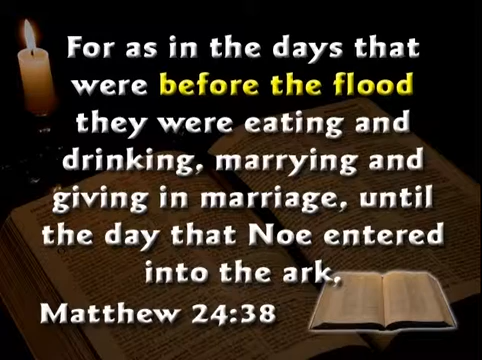 For as in the days that
were before the flood
they were eating and
drinking, marrying and
giving in marriage, until
the day that Noe entered
into the ark,
Matthew 24:38